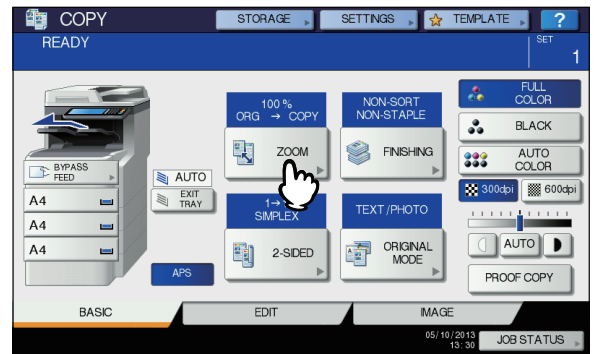 COPY
STORAGE
SETTINGS
TEMPLATE
?
READY
SET
1
100 %
ORG → COPY
ZOOM
NON-SORT
NON-STAPLE
FINISHING
FULL
COLOR
BLACK
AUTO
COLOR
300dpi
600dpi
BYPASS
FEED
AUTO
EXIT
TRAY
A4
A4
A4
APS
1→
SIMPLEX
2-SIDED
TEXT/PHOTO
ORIGINAL
MODE
AUTO
PROOF COPY
BASIC
EDIT
IMAGE
05/10/2013
13:30
JOB STATUS